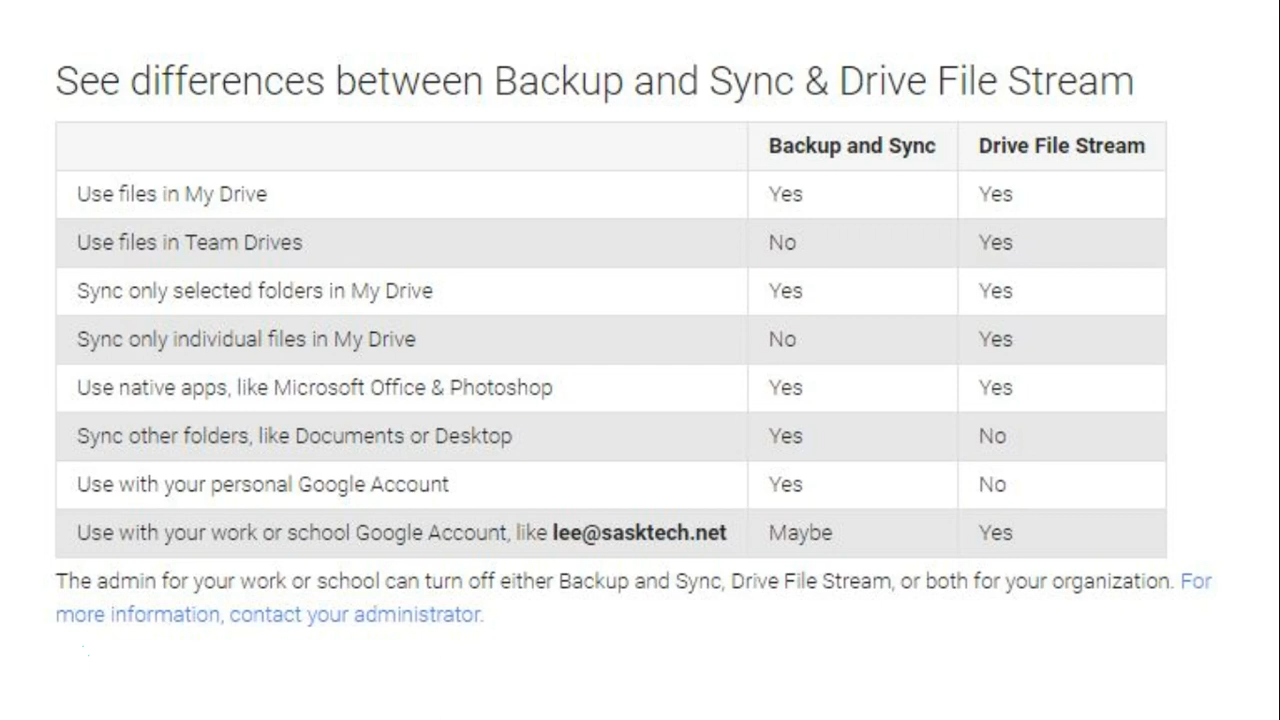 See differences between Backup and Sync & Drive File Stream
Backup and Sync Drive File Stream
Use files in My Drive Yes Yes
Use files in Team Drives No Yes
Sync only selected folders in My Drive Yes Yes
Sync only individual files in My Drive No Yes
Use native apps, like Microsoft Office & Photoshop Yes Yes
Sync other folders, like Documents or Desktop Yes No
Use with your personal Google Account Yes No
Use with your work or school Google Account, like lee@sasktech.net Maybe Yes
The admin for your work or school can turn off either Backup and Sync, Drive File Stream, or both for your organization. For
more information, contact your administrator.